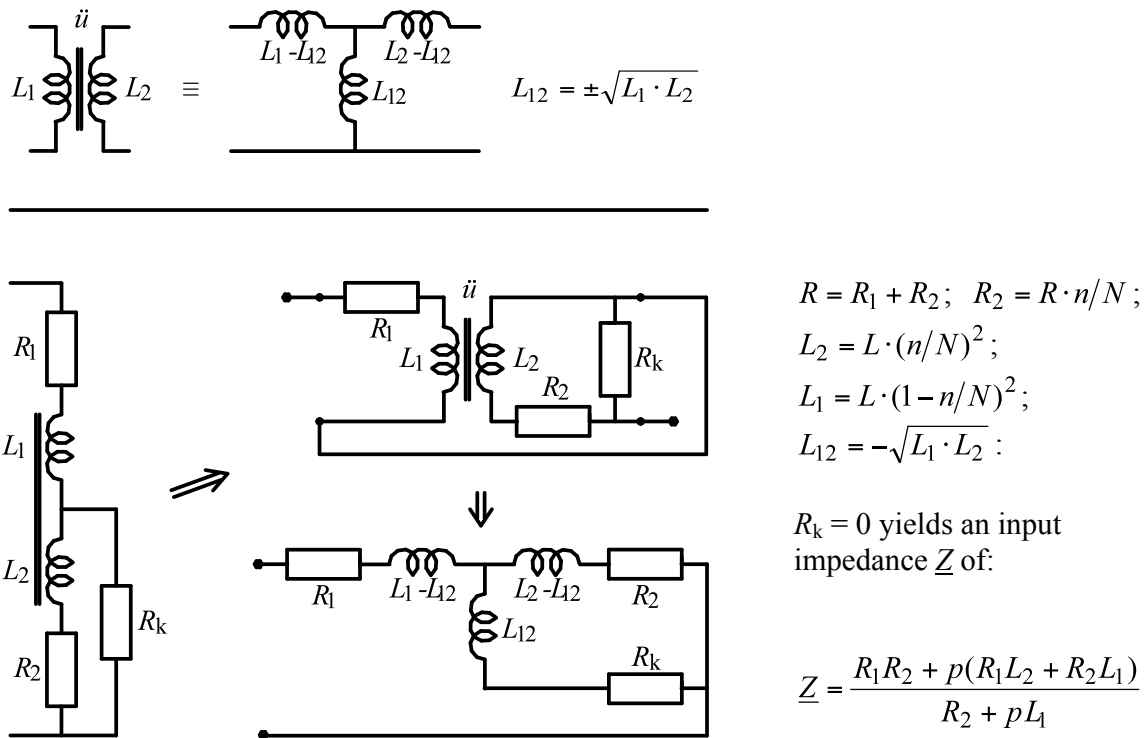 ü
L₁
L₂
≡
L₁-L₁₂
L₂-L₁₂
L₁₂
L₁₂ = ±√(L₁ · L₂)
R₁
L₁
L₂
R₂
Rk
ü
R₁
L₁
L₂
R₂
Rk
R₁
L₁-L₁₂
L₂-L₁₂
R₂
L₁₂
Rk
R = R₁ + R₂ ; R₂ = R · n/N ;
L₂ = L · (n/N)² ;
L₁ = L · (1 − n/N)² ;
L₁₂ = −√(L₁ · L₂) :
Rk = 0 yields an input
impedance Z of:
Z = (R₁R₂ + p(R₁L₂ + R₂L₁)) / (R₂ + pL₁)